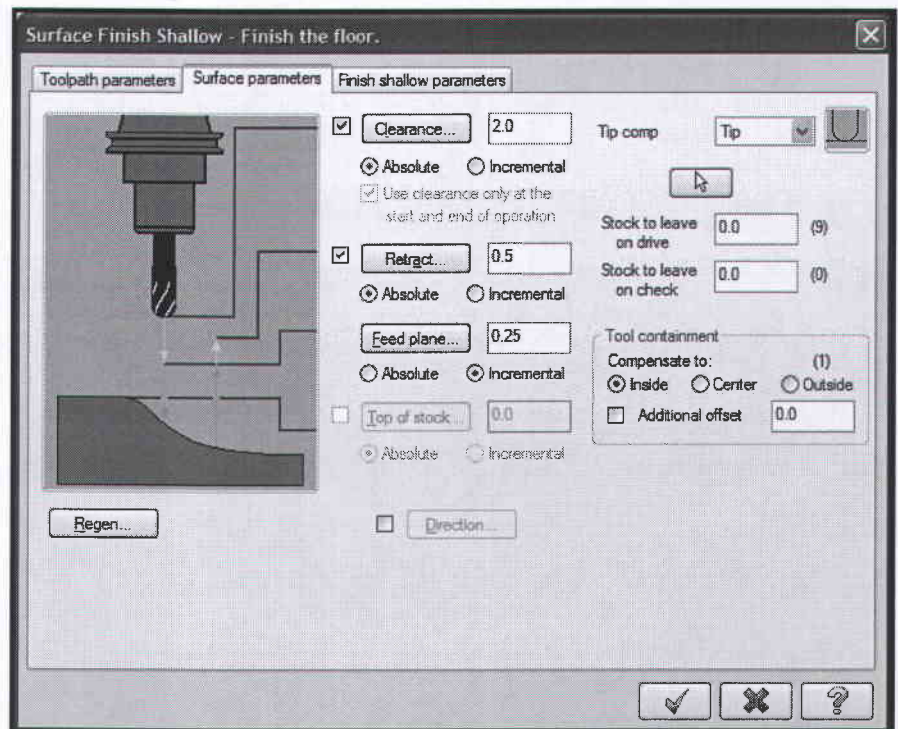 Surface Finish Shallow - Finish the floor.
Toolpath parameters Surface parameters Finish shallow parameters
Clearance... 2.0
Absolute Incremental
Use clearance only at the
start and end of operation
Retract... 0.5
Absolute Incremental
Feed plane... 0.25
Absolute Incremental
Top of stock... 0.0
Absolute Incremental
Regen...
Direction...
Tip comp Tip
Stock to leave
on drive 0.0 (9)
Stock to leave
on check 0.0 (0)
Tool containment
Compensate to: (1)
Inside Center Outside
Additional offset 0.0